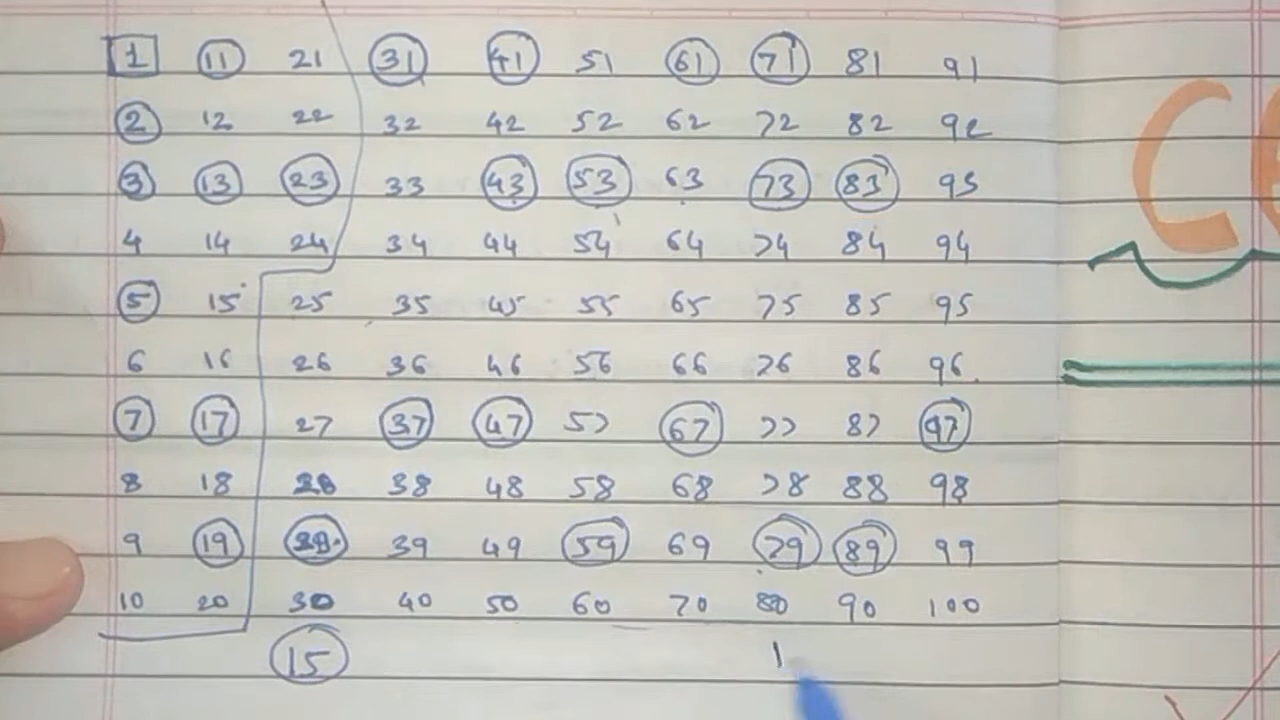 1 11 21 31 41 51 61 71 81 91
2 12 22 32 42 52 62 72 82 92
3 13 23 33 43 53 63 73 83 93
4 14 24 34 44 54 64 74 84 94
5 15 25 35 45 55 65 75 85 95
6 16 26 36 46 56 66 76 86 96
7 17 27 37 47 57 67 77 87 97
8 18 28 38 48 58 68 78 88 98
9 19 29 39 49 59 69 79 89 99
10 20 30 40 50 60 70 80 90 100
15 1